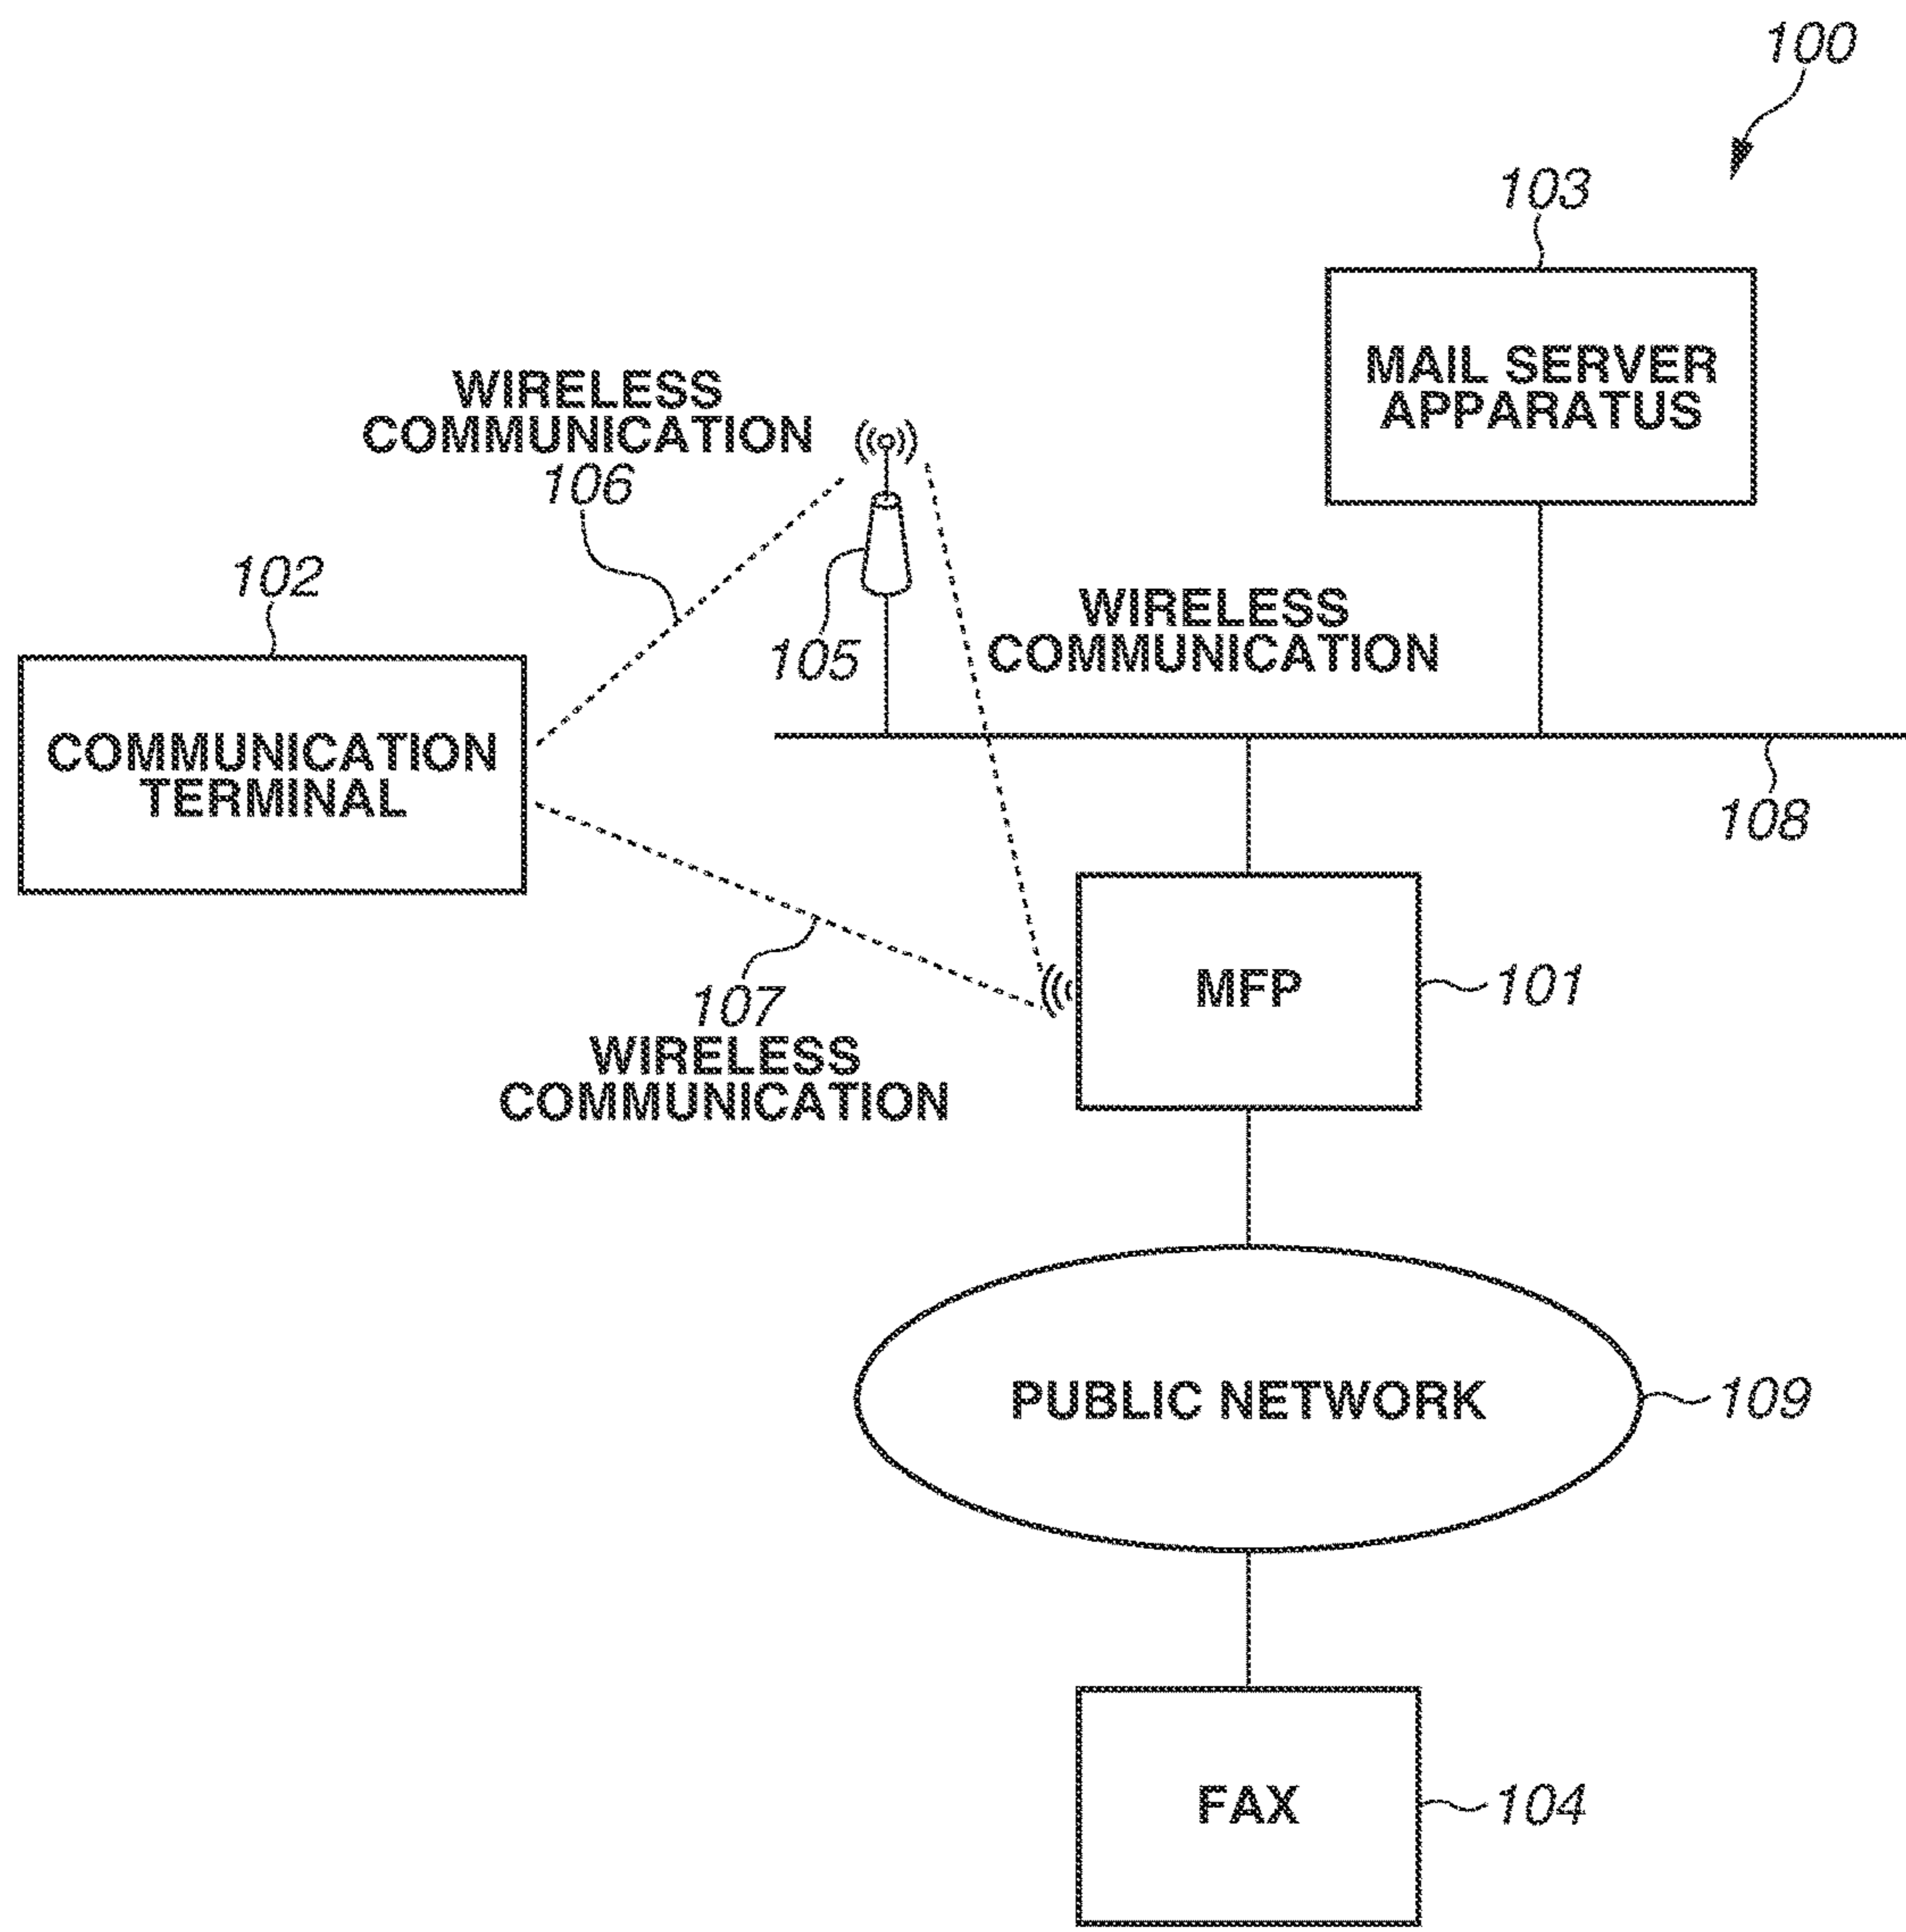 100
103
MAIL SERVER
APPARATUS
WIRELESS
COMMUNICATION
106
102
105
WIRELESS
COMMUNICATION
COMMUNICATION
TERMINAL
108
107
WIRELESS
COMMUNICATION
MFP
101
PUBLIC NETWORK
109
FAX
104